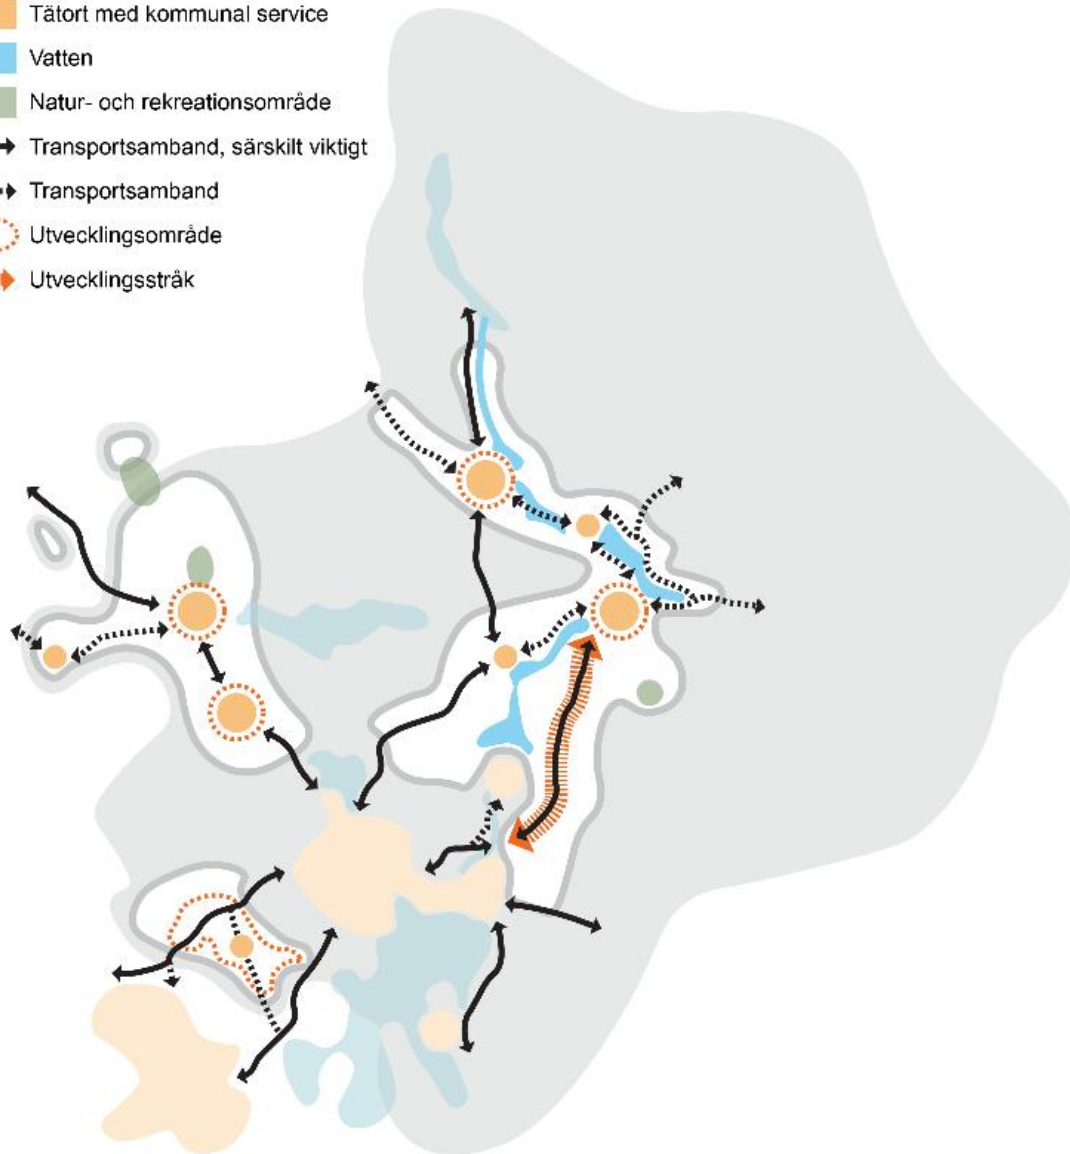 Tätort med kommunal service
Vatten
Natur- och rekreationsområde
Transportsamband, särskilt viktigt
Transportsamband
Utvecklingsområde
Utvecklingsstråk